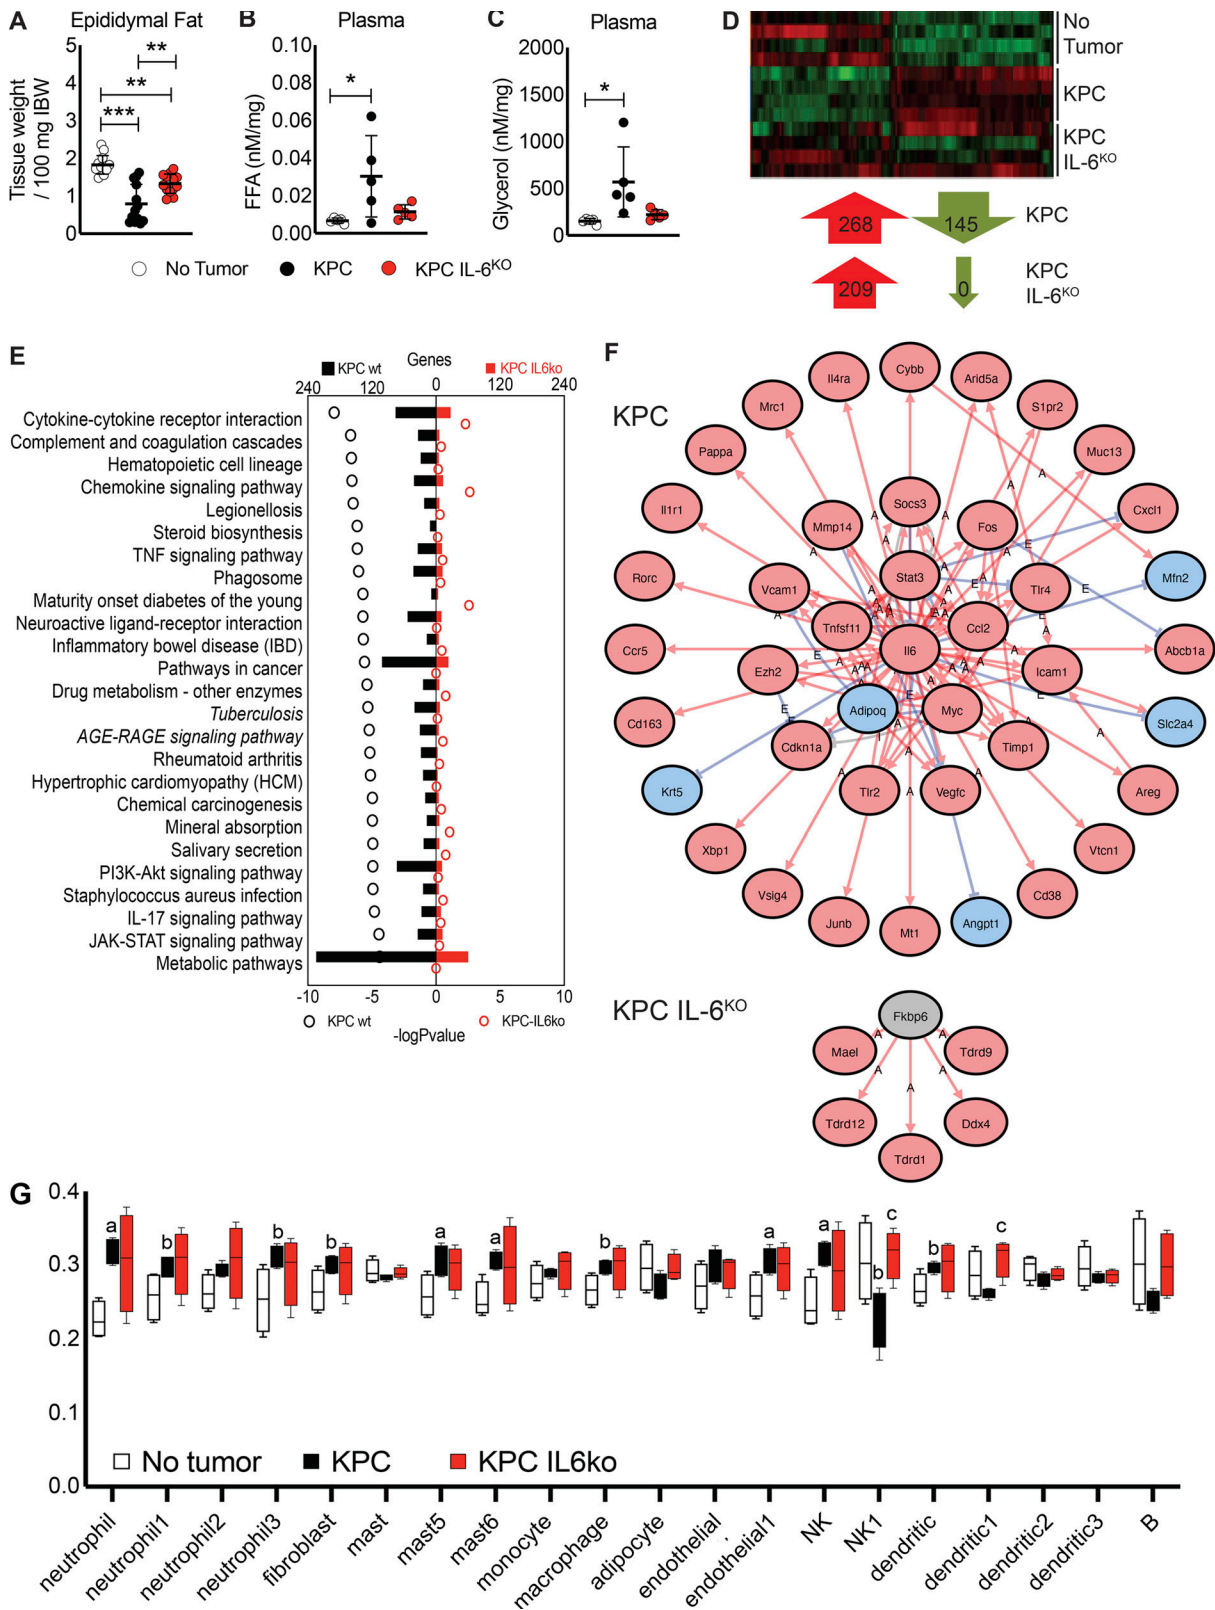 A
Epididymal Fat
Tissue weight
/ 100 mg IBW
5
4
3
2
1
0
***
**
**
B
Plasma
FFA (nM/mg)
0.10
0.08
0.06
0.04
0.02
0.00
*
C
Plasma
Glycerol (nM/mg)
2000
1500
1000
500
0
*
No Tumor
KPC
KPC IL-6KO
D
No
Tumor
KPC
KPC
IL-6KO
268
145
KPC
209
0
KPC
IL-6KO
E
Genes
KPC wt
KPC IL6ko
240
120
0
120
240
Cytokine-cytokine receptor interaction
Complement and coagulation cascades
Hematopoietic cell lineage
Chemokine signaling pathway
Legionellosis
Steroid biosynthesis
TNF signaling pathway
Phagosome
Maturity onset diabetes of the young
Neuroactive ligand-receptor interaction
Inflammatory bowel disease (IBD)
Pathways in cancer
Drug metabolism - other enzymes
Tuberculosis
AGE-RAGE signaling pathway
Rheumatoid arthritis
Hypertrophic cardiomyopathy (HCM)
Chemical carcinogenesis
Mineral absorption
Salivary secretion
PI3K-Akt signaling pathway
Staphylococcus aureus infection
IL-17 signaling pathway
JAK-STAT signaling pathway
Metabolic pathways
-10
-5
0
5
10
KPC wt
KPC-IL6ko
-logPvalue
F
KPC
Cybb
Il4ra
Arid5a
Mrc1
S1pr2
Pappa
Muc13
Il1r1
Socs3
Cxcl1
Mmp14
Fos
Rorc
Stat3
Mfn2
Vcam1
Tlr4
Tnfsf11
Ccl2
Ccr5
Il6
Abcb1a
Ezh2
Icam1
Cd163
Adipoq
Myc
Slc2a4
Cdkn1a
Timp1
Krt5
Tlr2
Vegfc
Areg
Xbp1
Vtcn1
Vsig4
Cd38
Junb
Mt1
Angpt1
KPC IL-6KO
Fkbp6
Mael
Tdrd9
Tdrd12
Ddx4
Tdrd1
A
A
A
A
A
G
0.4
0.3
0.2
0.1
0.0
a
b
b
b
a
a
b
a
a
b
c
b
c
No tumor
KPC
KPC IL6ko
neutrophil
neutrophil1
neutrophil2
neutrophil3
fibroblast
mast
mast5
mast6
monocyte
macrophage
adipocyte
endothelial
endothelial1
NK
NK1
dendritic
dendritic1
dendritic2
dendritic3
B